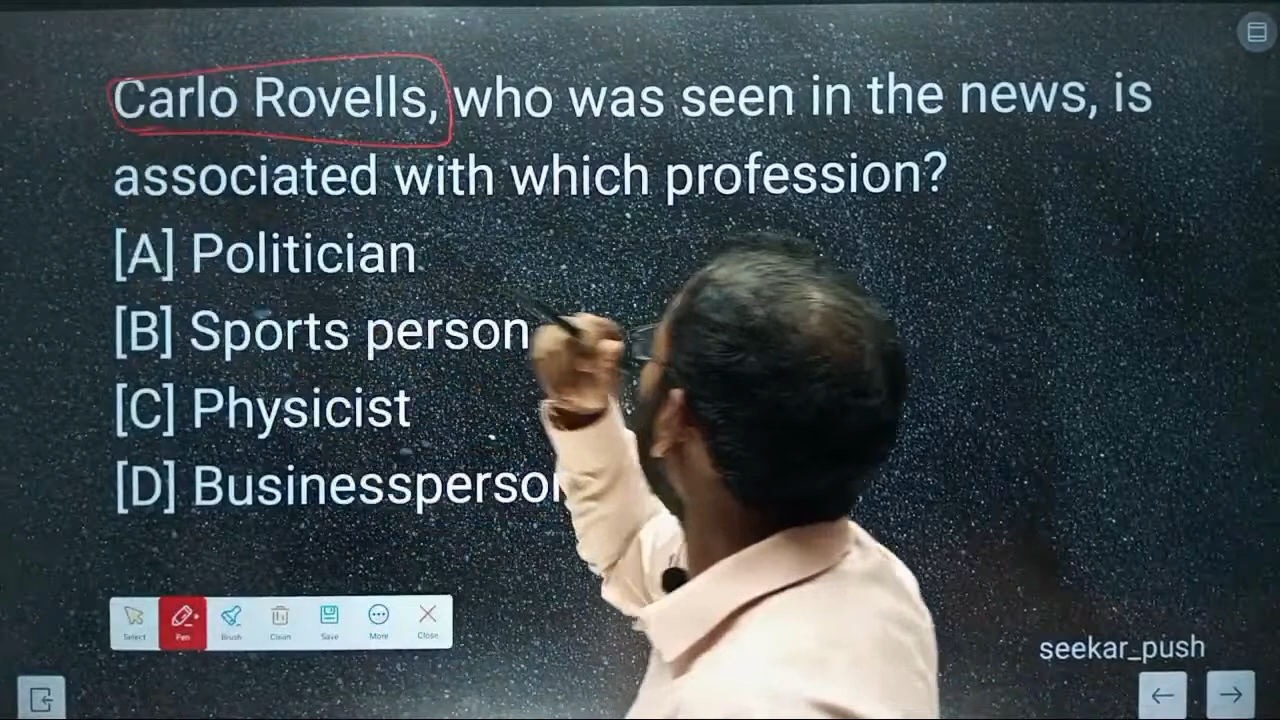 Carlo Rovells, who was seen in the news, is
associated with which profession?
[A] Politician
[B] Sports person
[C] Physicist
[D] Businessperson
Select Pen Brush Clean Save More Close
seekar_push